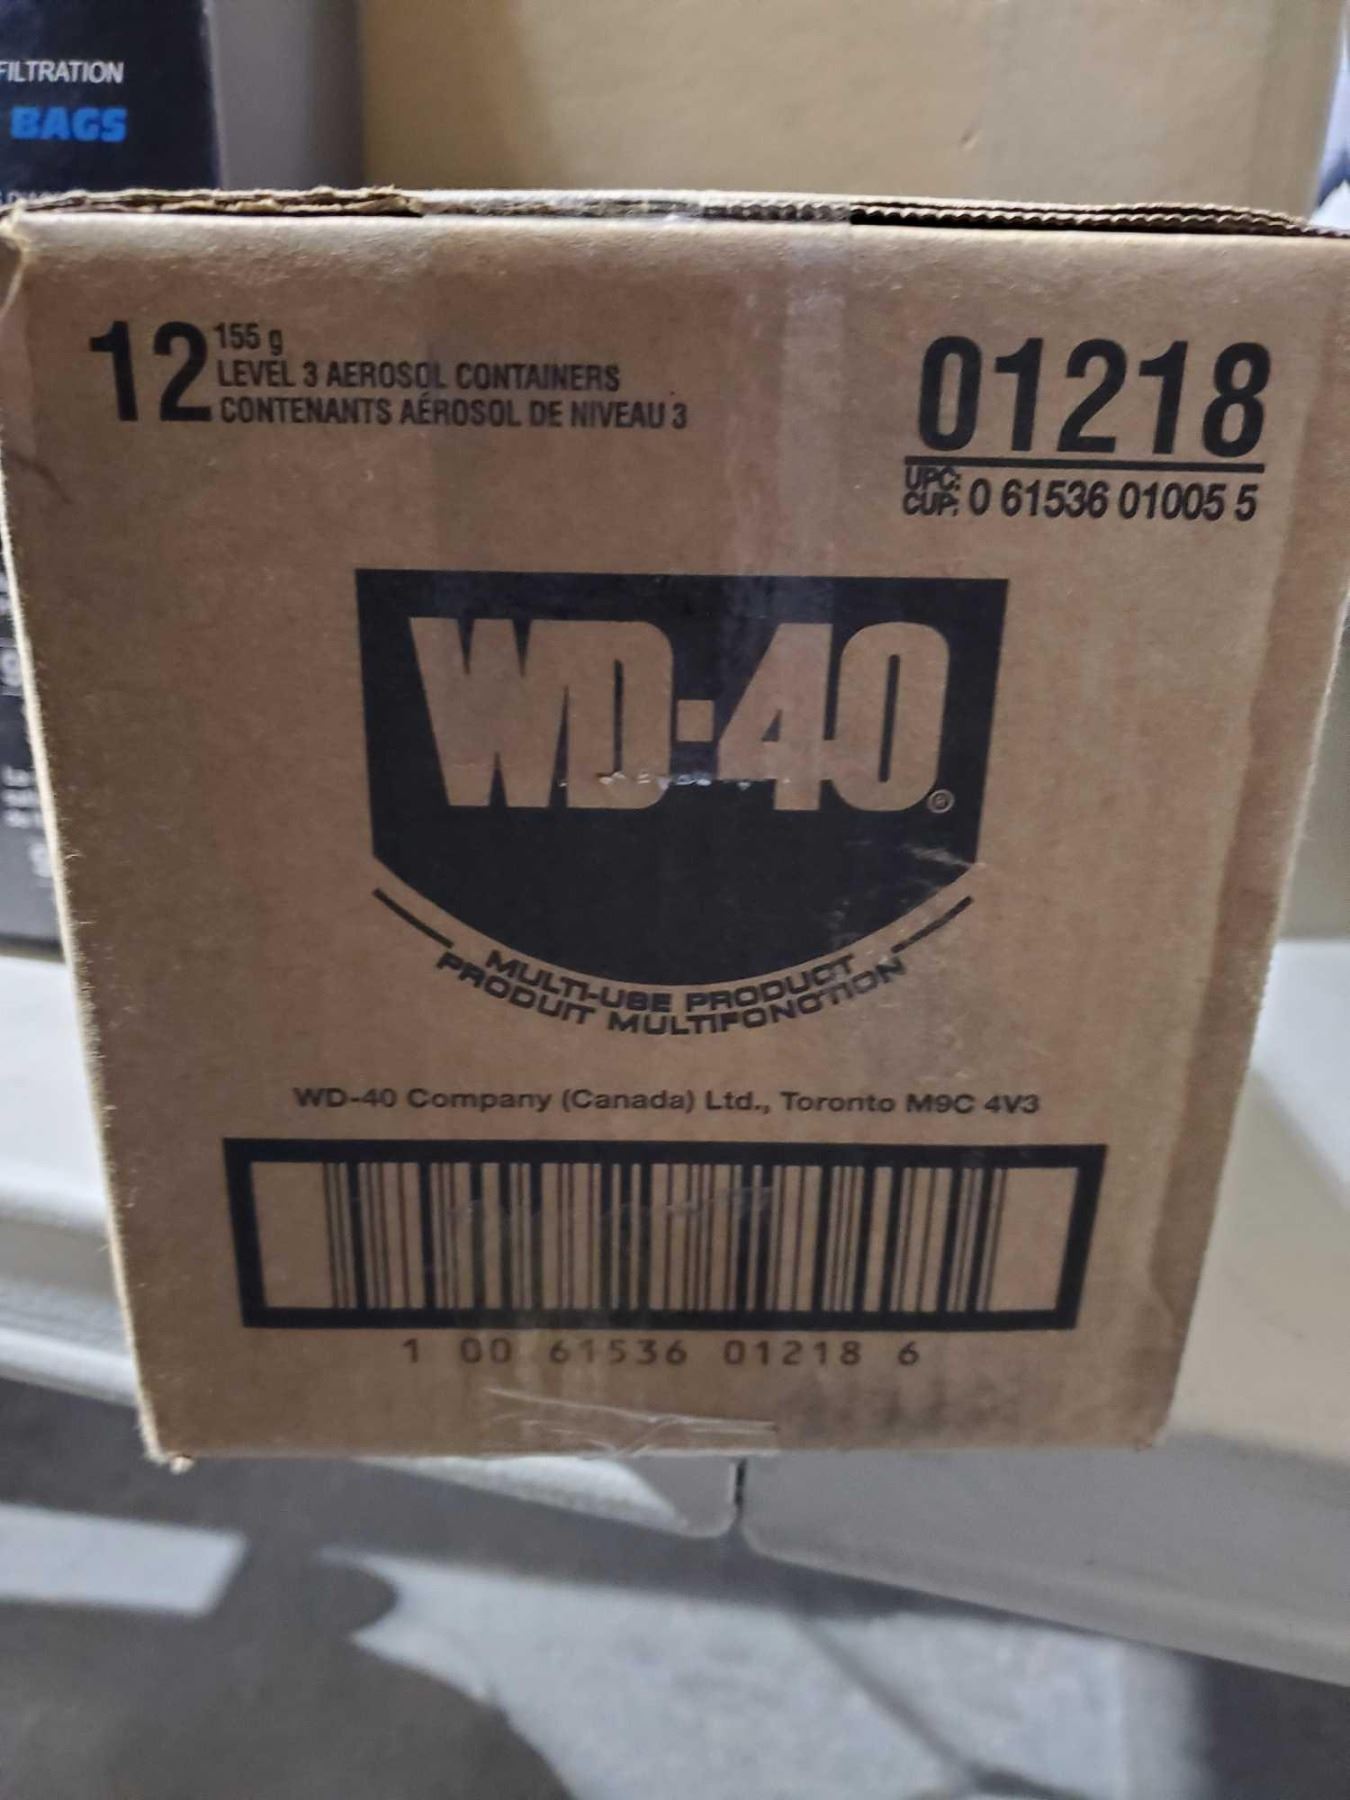 FILTRATION
BAGS
12 155 g
LEVEL 3 AEROSOL CONTAINERS
CONTENANTS AÉROSOL DE NIVEAU 3
01218
UPC:
CUP: 0 61536 01005 5
WD-40®
MULTI-USE PRODUCT
PRODUIT MULTIFONCTION
WD-40 Company (Canada) Ltd., Toronto M9C 4V3
1 00 61536 01218 6